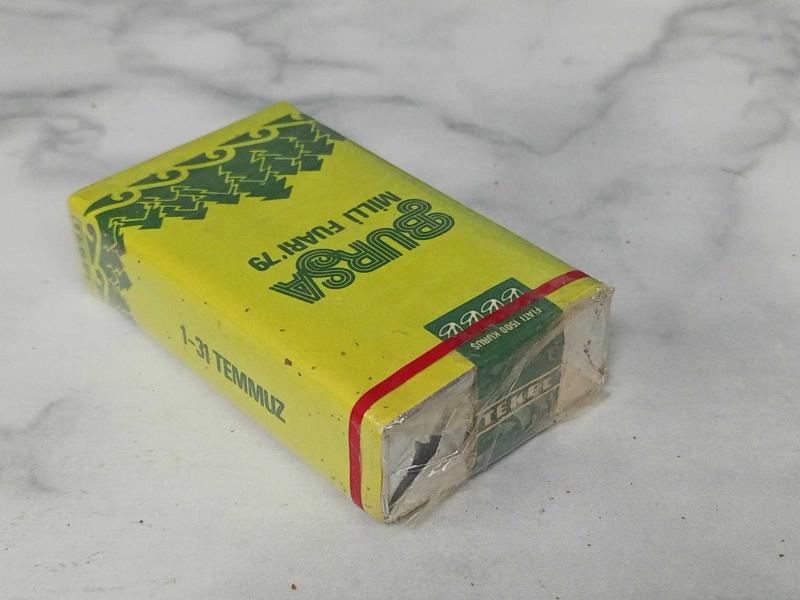 BURSA
MİLLİ FUARI '79
1-31 TEMMUZ
FİATI 1500 KURUŞ
TEKEL